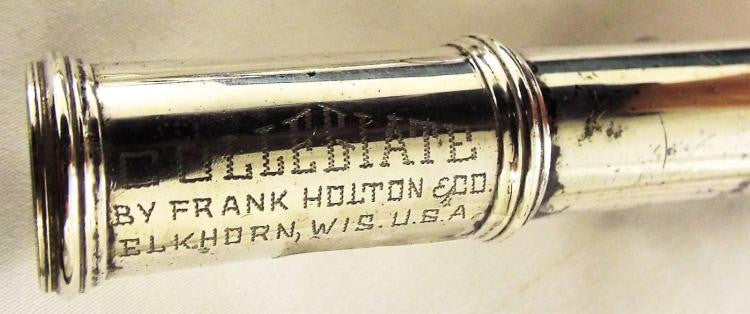 COLLEGIATE
BY FRANK HOLTON & CO.
ELKHORN, WIS. U.S.A.